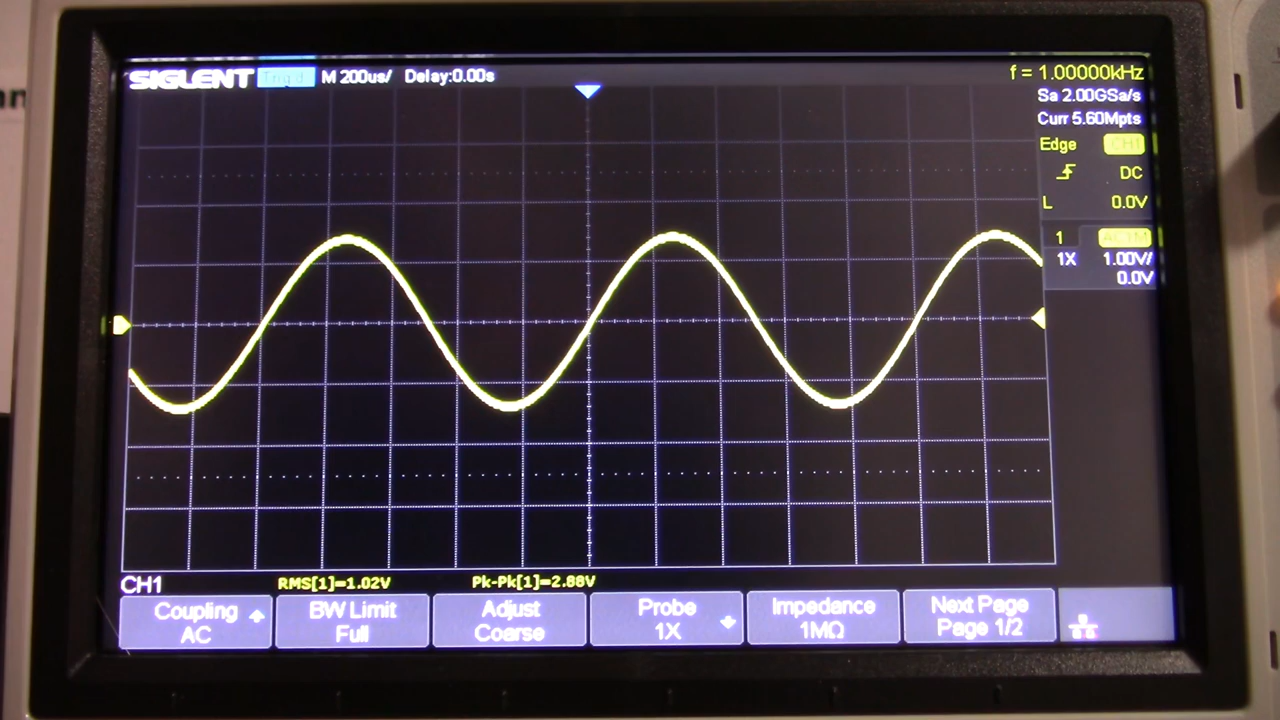 SIGLENT Trig'd M 200us/ Delay:0.00s
f = 1.00000kHz
Sa 2.00GSa/s
Curr 5.60Mpts
Edge CH1
DC
L 0.0V
1 AC1M
1X 1.00V/
0.0V
CH1 RMS[1]=1.02V Pk-Pk[1]=2.88V
Coupling BW Limit Adjust Probe Impedance Next Page
AC Full Coarse 1X 1MΩ Page 1/2